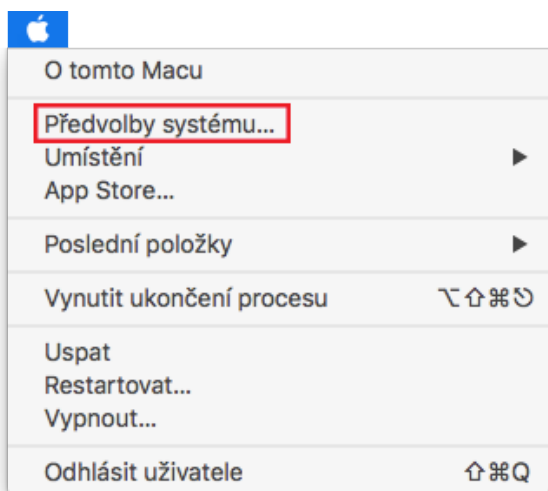 O tomto Macu
Předvolby systému...
Umístění ▶
App Store...
Poslední položky ▶
Vynutit ukončení procesu ⌥⇧⌘⎋
Uspat
Restartovat...
Vypnout...
Odhlásit uživatele ⇧⌘Q